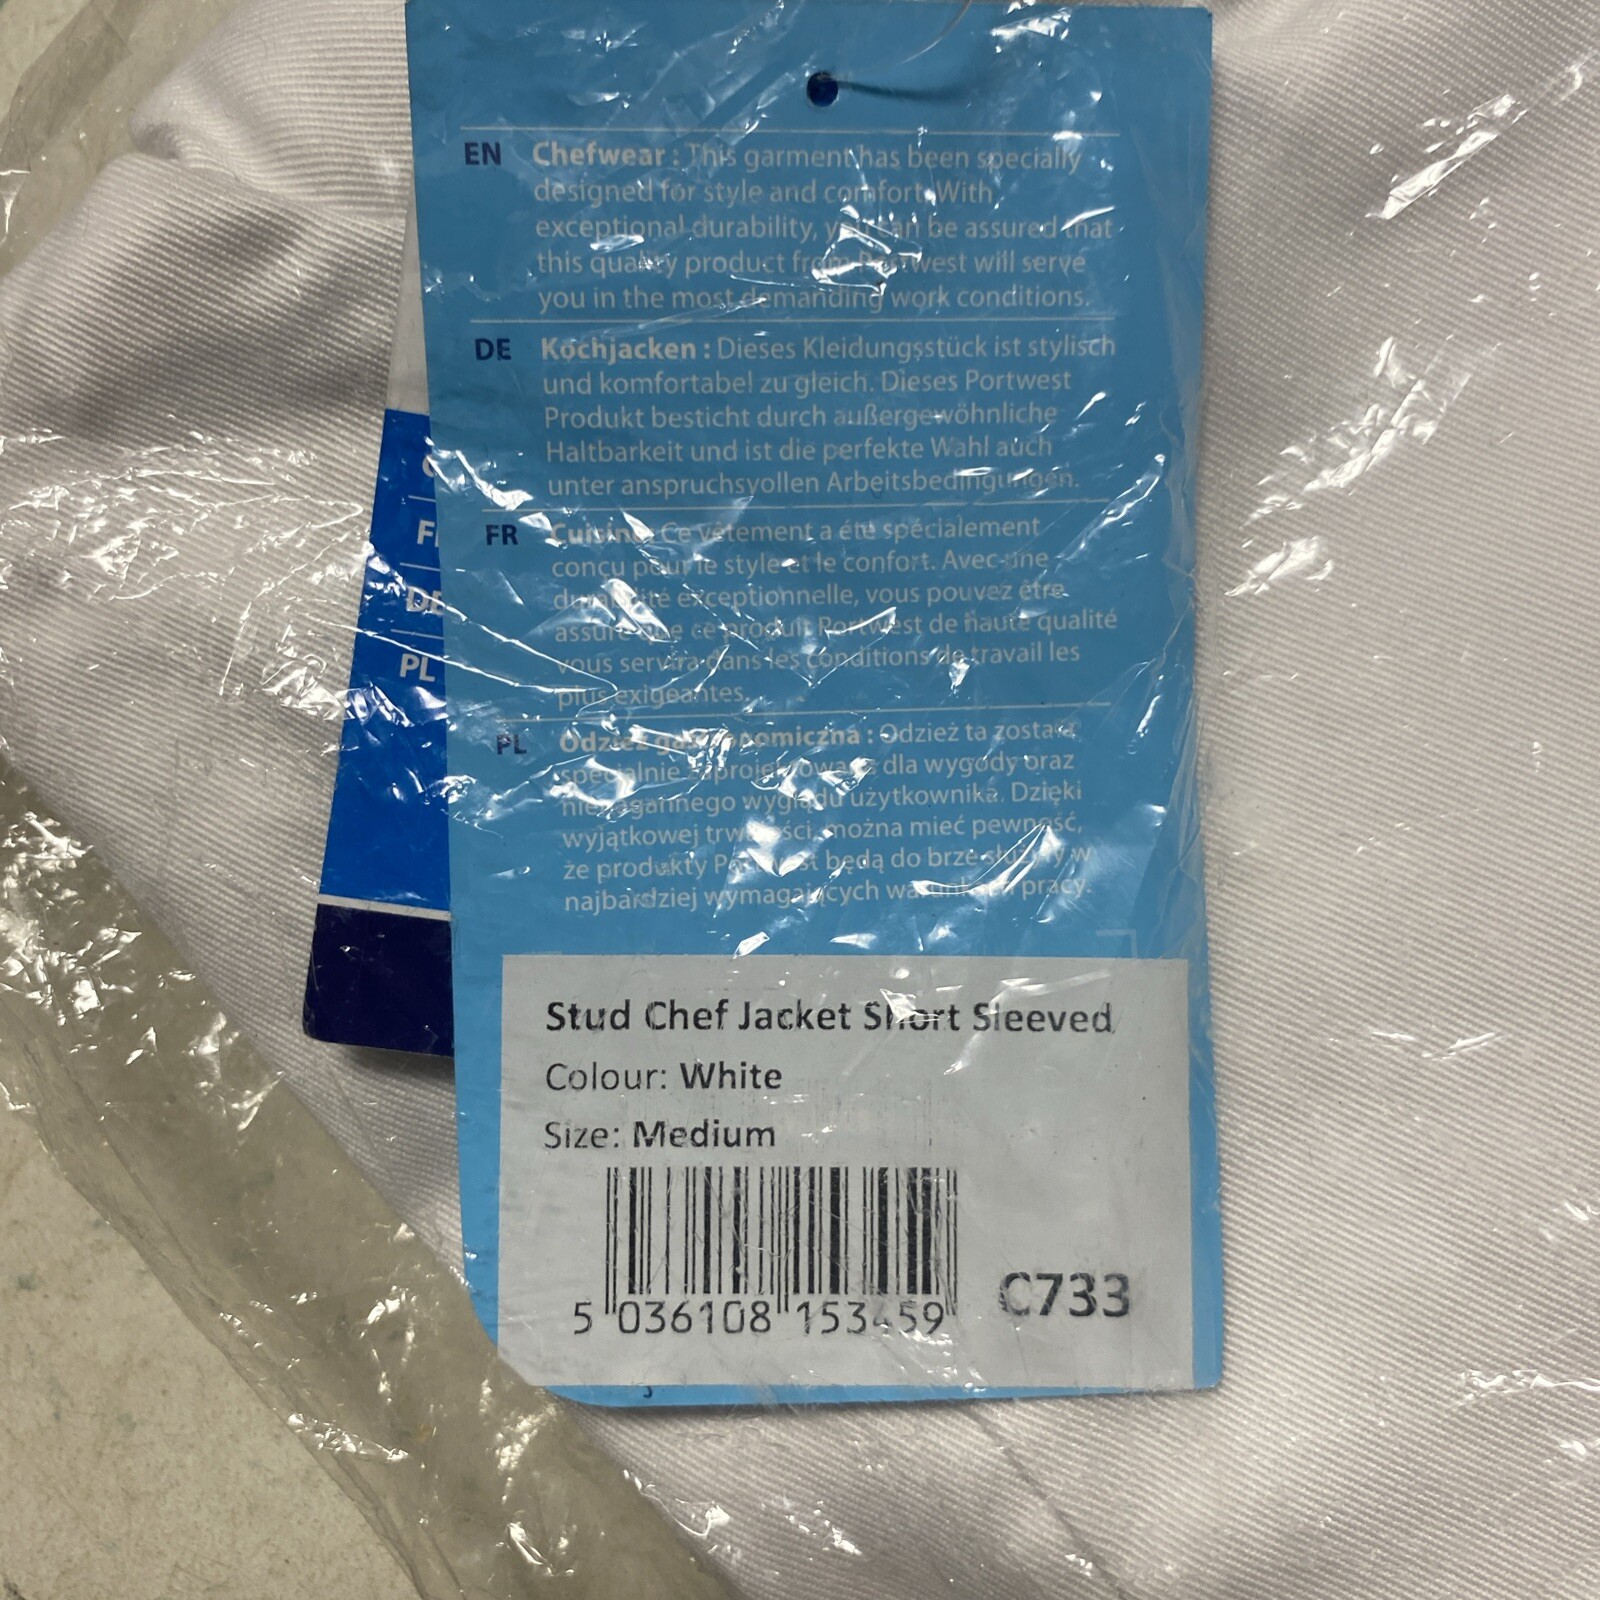 EN Chefwear : This garment has been specially
designed for style and comfort. With
exceptional durability, you can be assured that
this quality product from Portwest will serve
you in the most demanding work conditions.
DE Kochjacken : Dieses Kleidungsstück ist stylisch
und komfortabel zu gleich. Dieses Portwest
Produkt besticht durch außergewöhnliche
Haltbarkeit und ist die perfekte Wahl auch
unter anspruchsvollen Arbeitsbedingungen.
FR Cuisine: Ce vêtement a été spécialement
conçu pour le style et le confort. Avec une
durabilité exceptionnelle, vous pouvez être
assuré que ce produit Portwest de haute qualité
vous servira dans les conditions de travail les
plus exigeantes.
PL Odzież gastronomiczna : Odzież ta została
specjalnie zaprojektowana dla wygody oraz
nienagannego wyglądu użytkownika. Dzięki
wyjątkowej trwałości, można mieć pewność,
że produkty Portwest będą do brze służyły w
najbardziej wymagających warunkach pracy.
PL
Stud Chef Jacket Short Sleeved
Colour: White
Size: Medium
5 036108 153459
C733